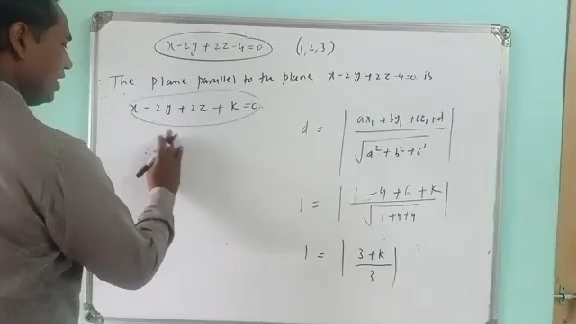 x-2y+2z-4=0 (1,2,3)
The plane parallel to the plane x-2y+2z-4=0 is
x-2y+2z+k=0.
d = | ax₁+by₁+cz₁+d / √a²+b²+c² |
1 = | 1-4+6+k / √1+4+4 |
1 = | 3+k / 3 |